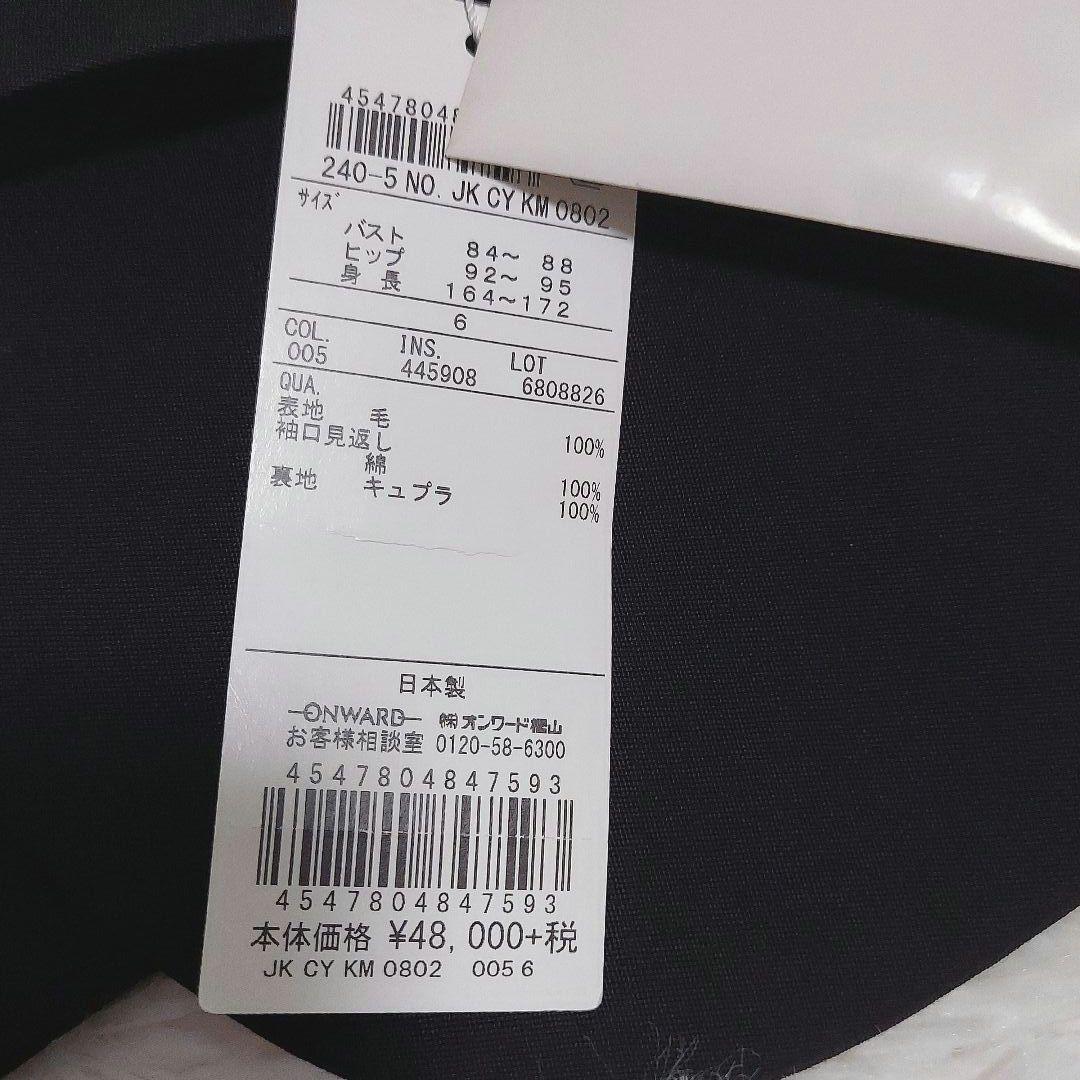 45478048
240-5 NO. JK CY KM 0802
サイズ
バスト 84～ 88
ヒップ 92～ 95
身 長 164～172
6
COL. INS. LOT
005 445908 6808826
QUA.
表地 毛 100%
袖口見返し
綿 100%
裏地 キュプラ 100%
日本製
ONWARD ㈱オンワード樫山
お客様相談室 0120-58-6300
4547804847593
4547804847593
本体価格 ¥48,000+税
JK CY KM 0802 005 6